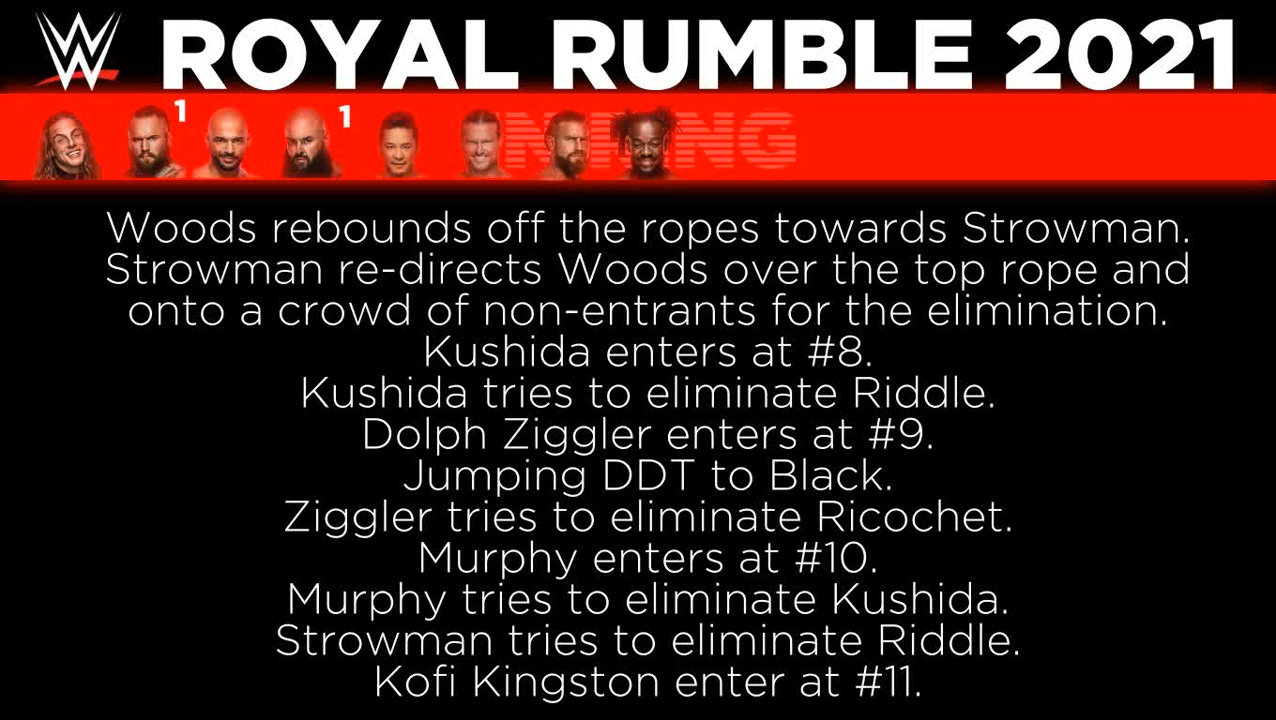 W
ROYAL RUMBLE 2021
1
1
Woods rebounds off the ropes towards Strowman.
Strowman re-directs Woods over the top rope and
onto a crowd of non-entrants for the elimination.
Kushida enters at #8.
Kushida tries to eliminate Riddle.
Dolph Ziggler enters at #9.
Jumping DDT to Black.
Ziggler tries to eliminate Ricochet.
Murphy enters at #10.
Murphy tries to eliminate Kushida.
Strowman tries to eliminate Riddle.
Kofi Kingston enter at #11.